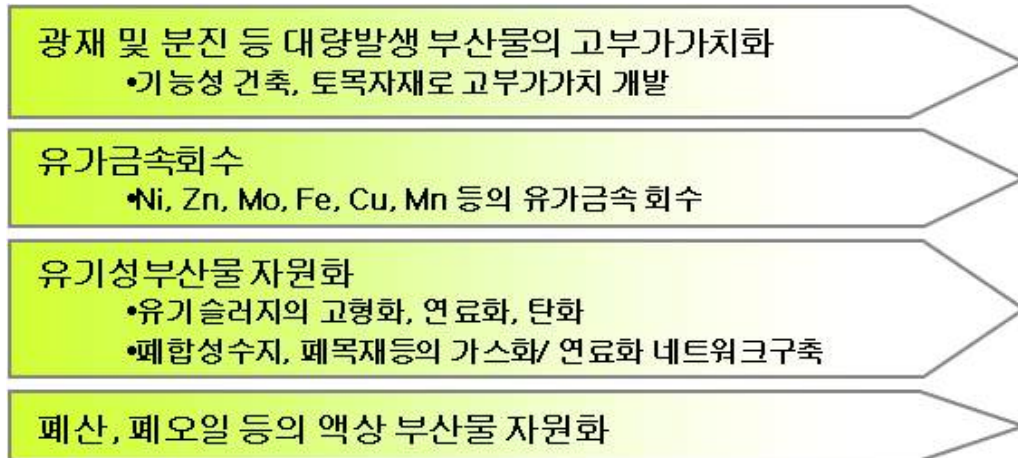 광재 및 분진 등 대량발생 부산물의 고부가가치화
•기능성 건축, 토목자재로 고부가가치 개발
유가금속회수
•Ni, Zn, Mo, Fe, Cu, Mn 등의 유가금속 회수
유기성부산물 자원화
•유기슬러지의 고형화, 연료화, 탄화
•폐합성수지, 폐목재등의 가스화/ 연료화 네트워크구축
폐산, 폐오일 등의 액상 부산물 자원화